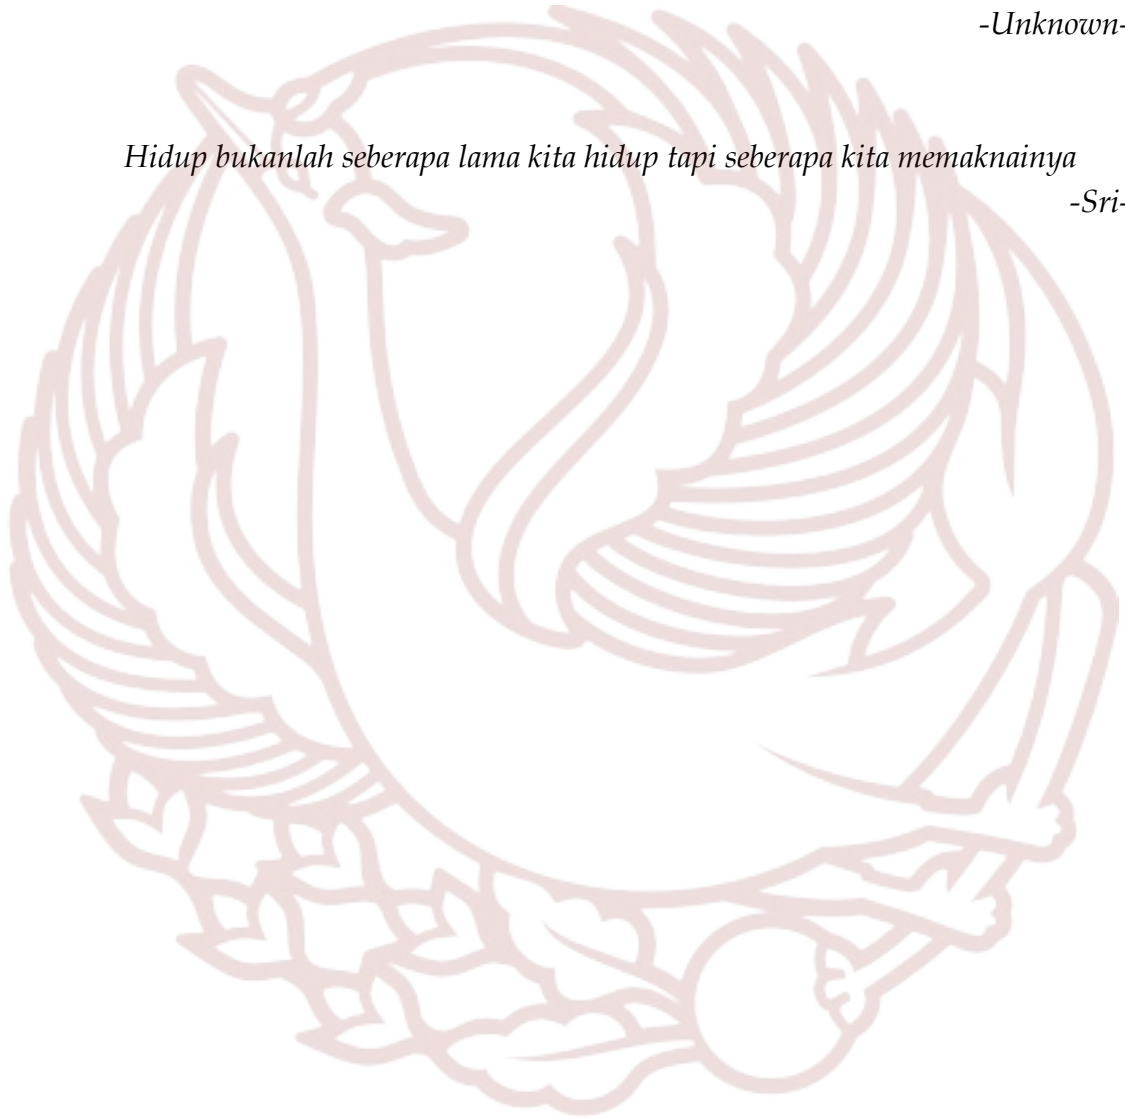 -Unknown-
Hidup bukanlah seberapa lama kita hidup tapi seberapa kita memaknainya
-Sri-